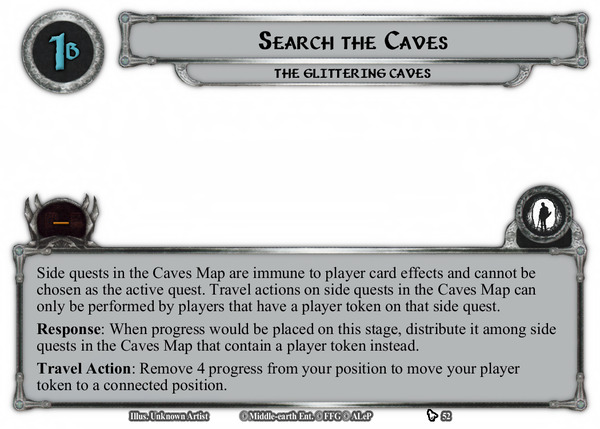 1B
SEARCH THE CAVES
THE GLITTERING CAVES
–
Side quests in the Caves Map are immune to player card effects and cannot be
chosen as the active quest. Travel actions on side quests in the Caves Map can
only be performed by players that have a player token on that side quest.
Response: When progress would be placed on this stage, distribute it among side
quests in the Caves Map that contain a player token instead.
Travel Action: Remove 4 progress from your position to move your player
token to a connected position.
Illus. Unknown Artist ©Middle-earth Ent. ©FFG ©ALeP 52